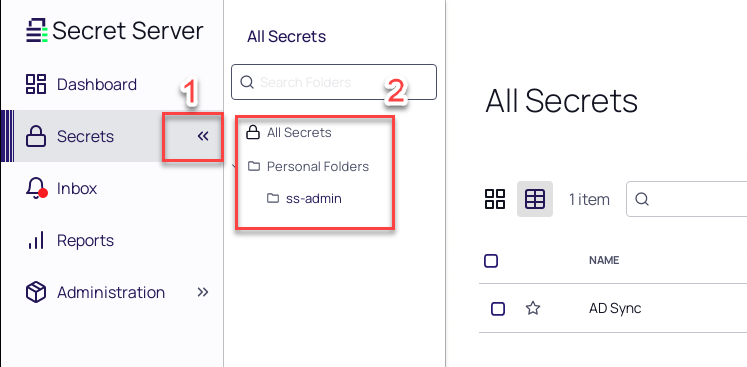 Secret Server
Dashboard
1
Secrets
Inbox
Reports
Administration
All Secrets
Search Folders
2
All Secrets
Personal Folders
ss-admin
All Secrets
1 item
NAME
AD Sync